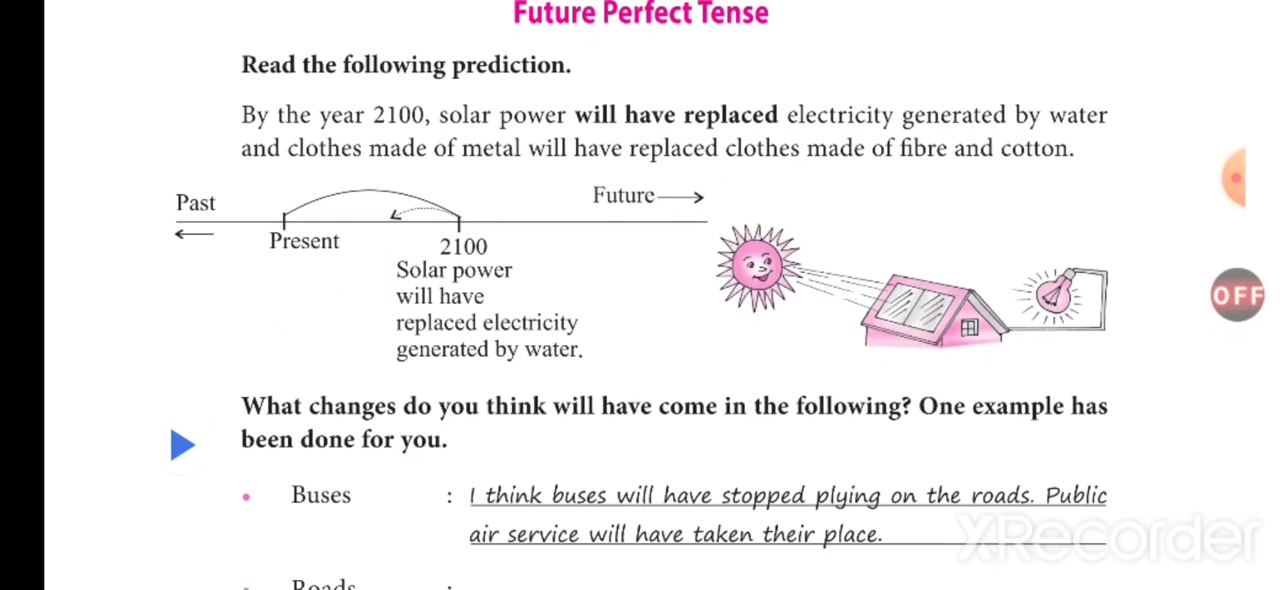 Future Perfect Tense
Read the following prediction.
By the year 2100, solar power will have replaced electricity generated by water
and clothes made of metal will have replaced clothes made of fibre and cotton.
Past
Future
Present
2100
Solar power
will have
replaced electricity
generated by water.
OFF
What changes do you think will have come in the following? One example has
been done for you.
• Buses : I think buses will have stopped plying on the roads. Public
air service will have taken their place.
XRecorder
Roads :